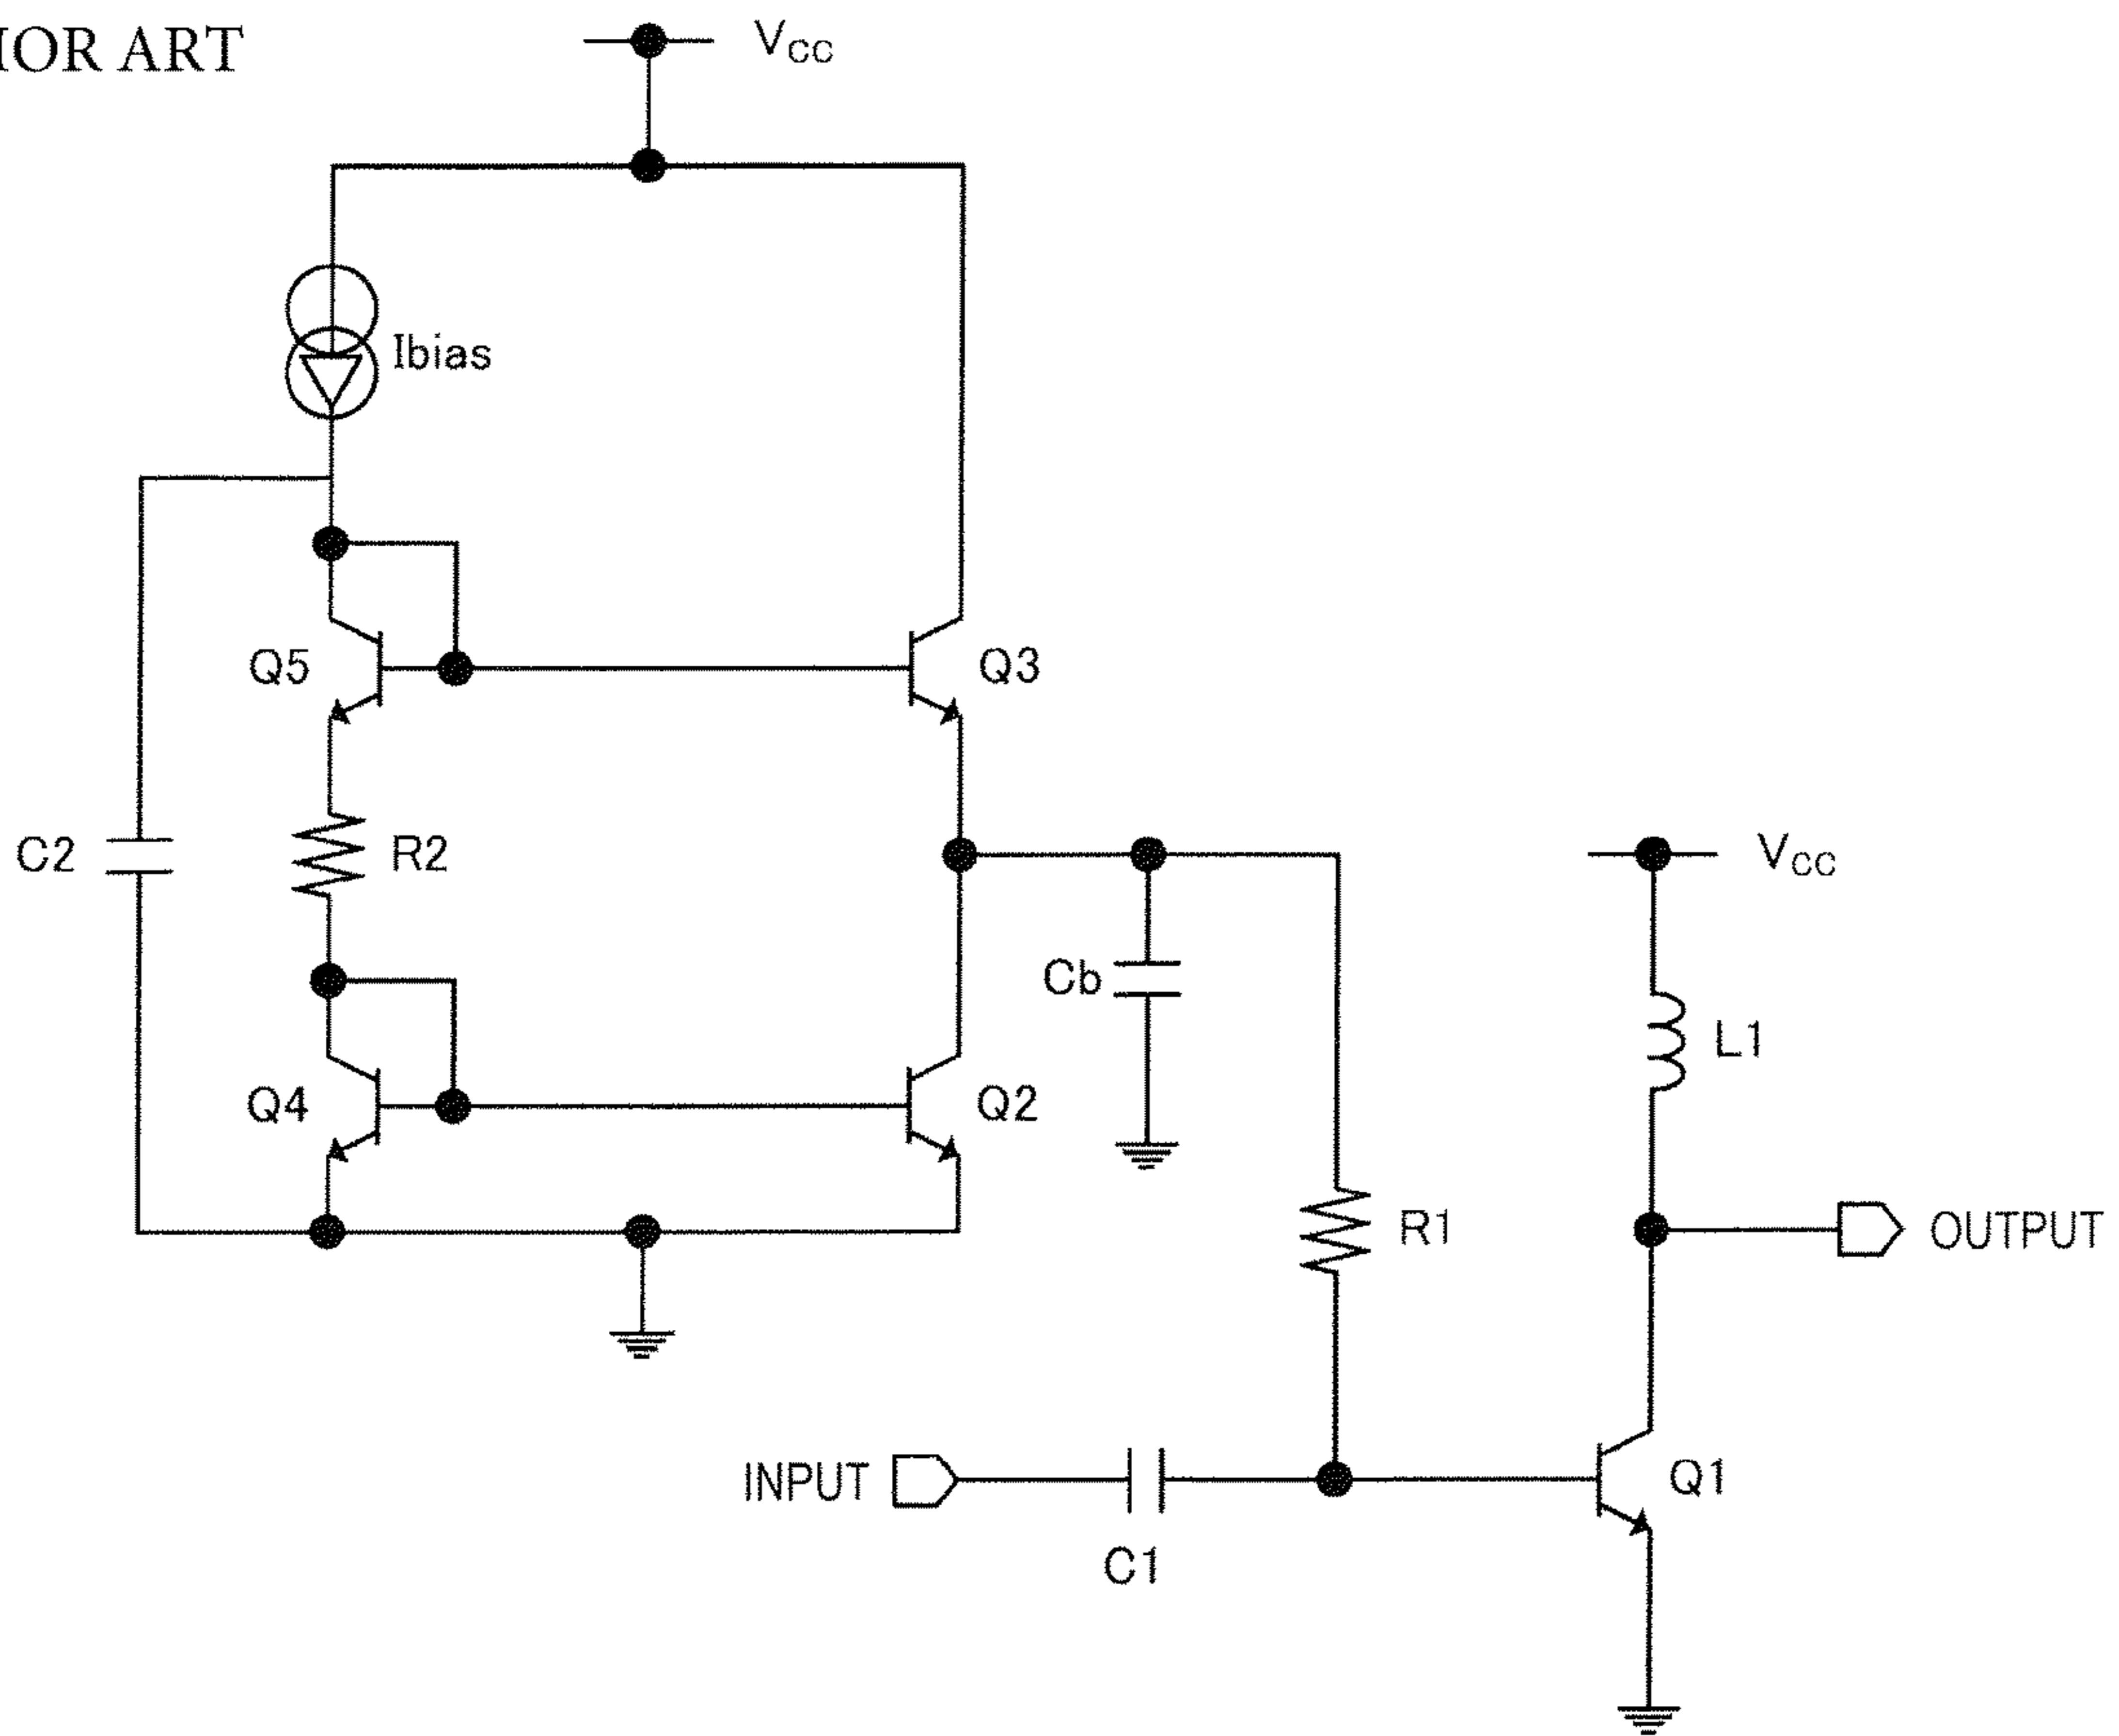 IOR ART
VCC
Ibias
Q5
Q3
C2
R2
VCC
Cb
L1
Q4
Q2
R1
OUTPUT
INPUT
Q1
C1